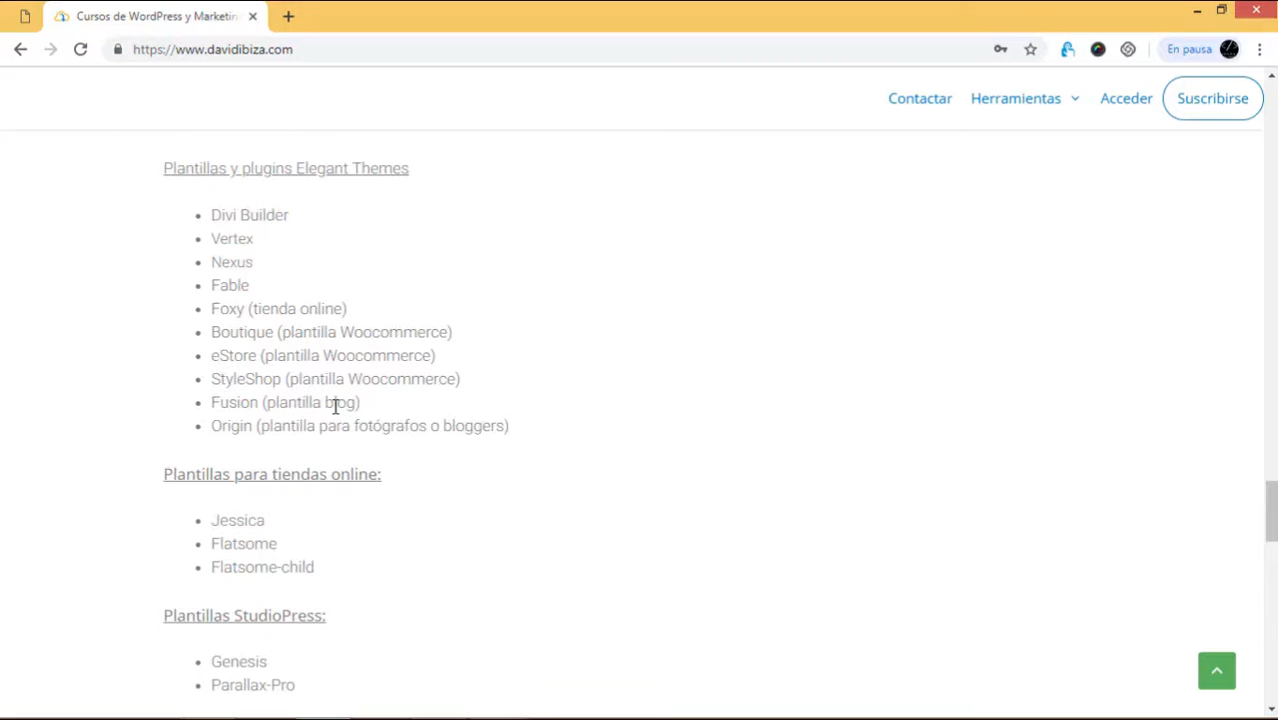 Cursos de WordPress y Marketin
https://www.davidibiza.com
En pausa
Contactar
Herramientas
Acceder
Suscribirse
Plantillas y plugins Elegant Themes
• Divi Builder
• Vertex
• Nexus
• Fable
• Foxy (tienda online)
• Boutique (plantilla Woocommerce)
• eStore (plantilla Woocommerce)
• StyleShop (plantilla Woocommerce)
• Fusion (plantilla blog)
• Origin (plantilla para fotógrafos o bloggers)
Plantillas para tiendas online:
• Jessica
• Flatsome
• Flatsome-child
Plantillas StudioPress:
• Genesis
• Parallax-Pro